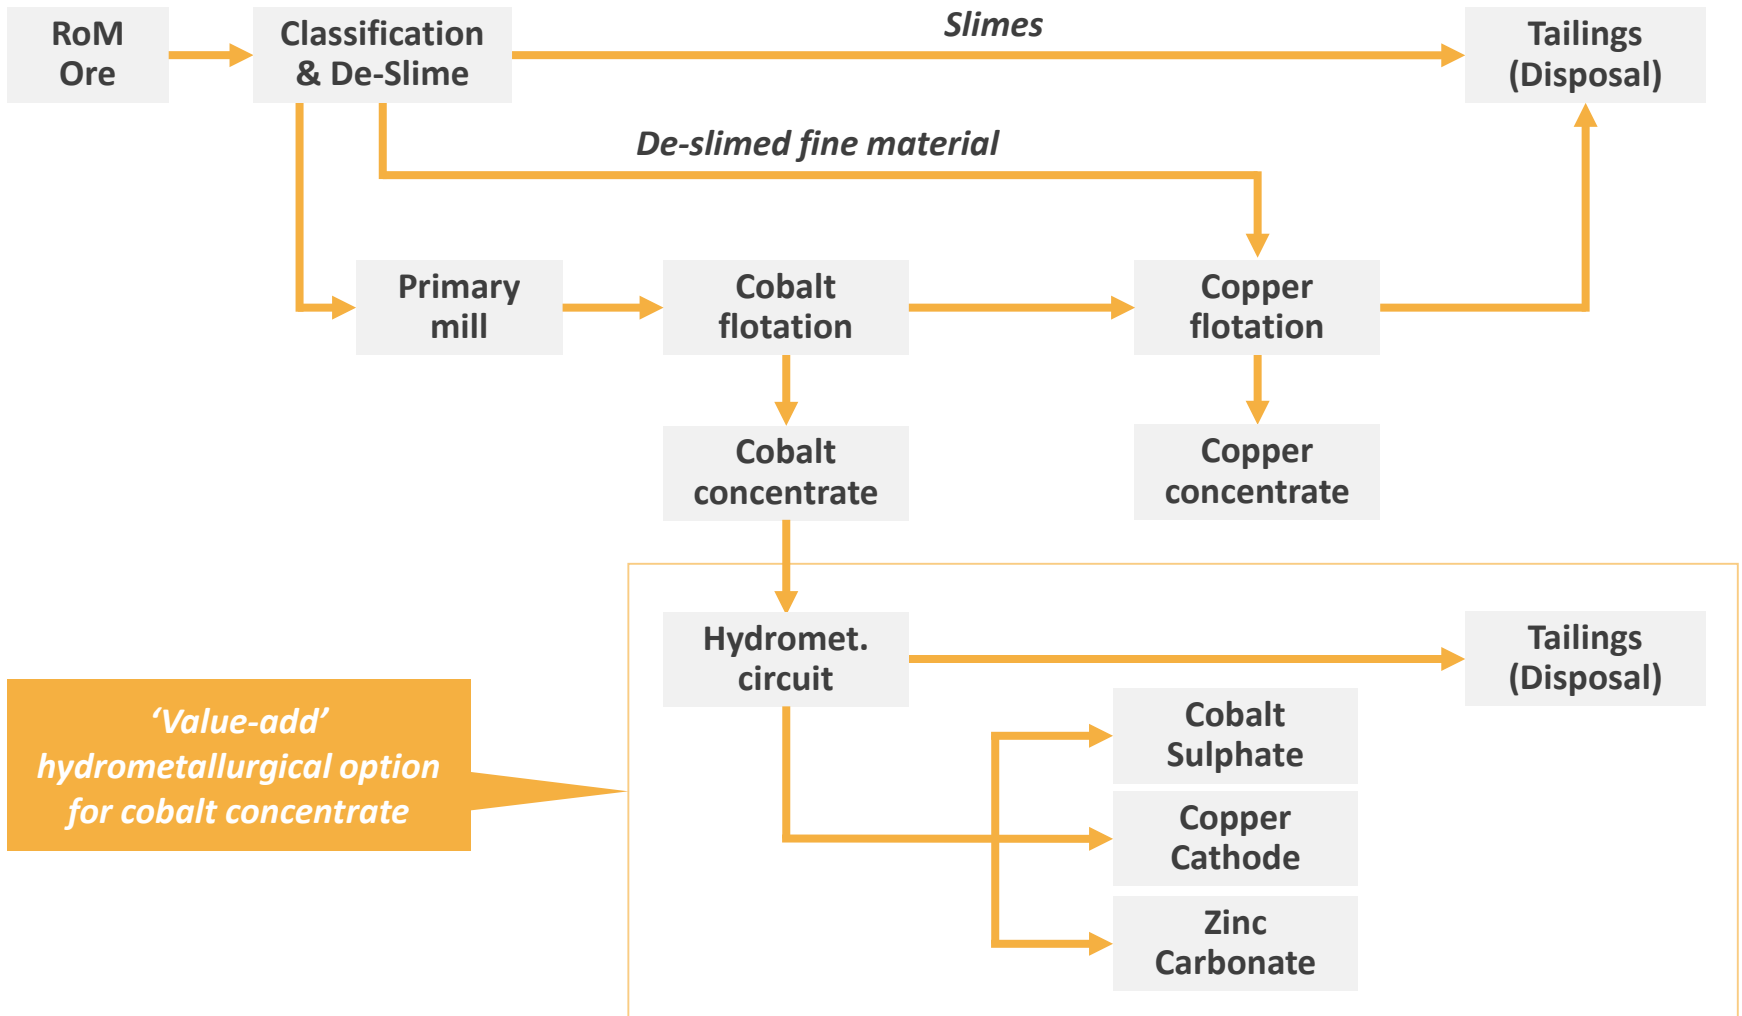 RoM
Ore
Classification
& De-Slime
Slimes
Tailings
(Disposal)
De-slimed fine material
Primary
mill
Cobalt
flotation
Copper
flotation
Cobalt
concentrate
Copper
concentrate
Hydromet.
circuit
Tailings
(Disposal)
‘Value-add’
hydrometallurgical option
for cobalt concentrate
Cobalt
Sulphate
Copper
Cathode
Zinc
Carbonate